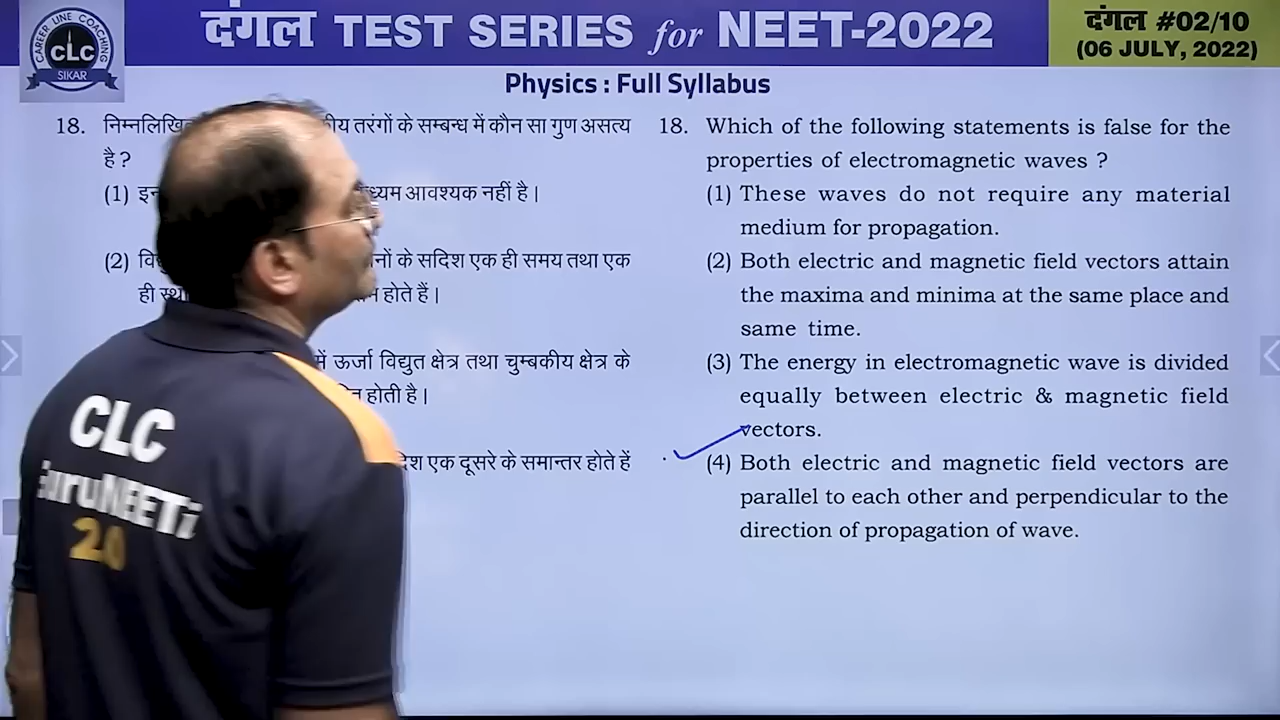 दंगल TEST SERIES for NEET-2022
दंगल #02/10
(06 JULY, 2022)
CAREER LINE COACHING
CLC
SIKAR
Physics : Full Syllabus
18. तरंगों के सम्बन्ध में कौन सा गुण असत्य
है ?
(1) आवश्यक नहीं है।
(2) के सदिश एक ही समय तथा एक
ही होते हैं।
में ऊर्जा विद्युत क्षेत्र तथा चुम्बकीय क्षेत्र के
होती है।
एक दूसरे के समान्तर होते हैं
18. Which of the following statements is false for the
properties of electromagnetic waves ?
(1) These waves do not require any material
medium for propagation.
(2) Both electric and magnetic field vectors attain
the maxima and minima at the same place and
same time.
(3) The energy in electromagnetic wave is divided
equally between electric & magnetic field
vectors.
(4) Both electric and magnetic field vectors are
parallel to each other and perpendicular to the
direction of propagation of wave.
CLC
GuruNEETi
2.0